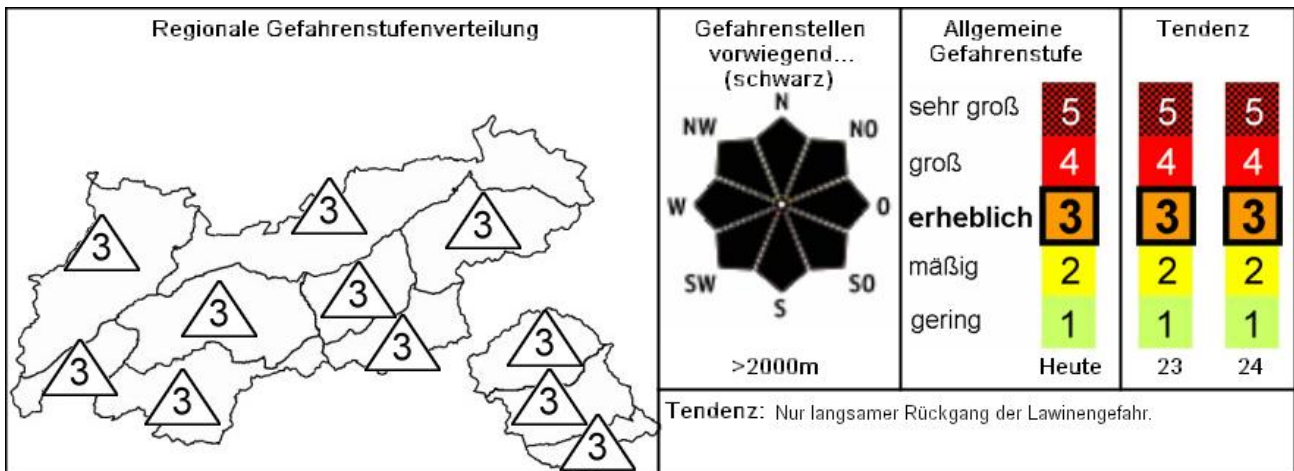 Regionale Gefahrenstufenverteilung
3
3
3
3
3
3
3
3
3
3
3
Gefahrenstellen
vorwiegend...
(schwarz)
N
NW
NO
W
O
SW
SO
S
>2000m
Allgemeine
Gefahrenstufe
sehr groß 5
groß 4
erheblich 3
mäßig 2
gering 1
Heute
Tendenz
5 5
4 4
3 3
2 2
1 1
23 24
Tendenz: Nur langsamer Rückgang der Lawinengefahr.